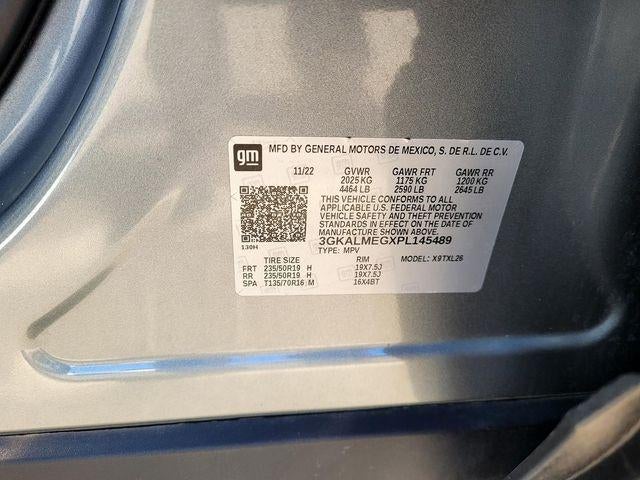 gm MFD BY GENERAL MOTORS DE MEXICO, S. DE R.L. DE C.V.
11/22 GVWR GAWR FRT GAWR RR
2025 KG 1175 KG 1200 KG
4464 LB 2590 LB 2645 LB
THIS VEHICLE CONFORMS TO ALL
APPLICABLE U.S. FEDERAL MOTOR
VEHICLE SAFETY AND THEFT PREVENTION
STANDARDS IN EFFECT ON THE DATE OF
MANUFACTURE SHOWN ABOVE.
3GKALMEGXPL145489
130H TYPE: MPV MODEL: X9TXL26
TIRE SIZE RIM
FRT 235/50R19 H 19X7.5J
RR 235/50R19 H 19X7.5J
SPA T135/70R16 M 16X4BT